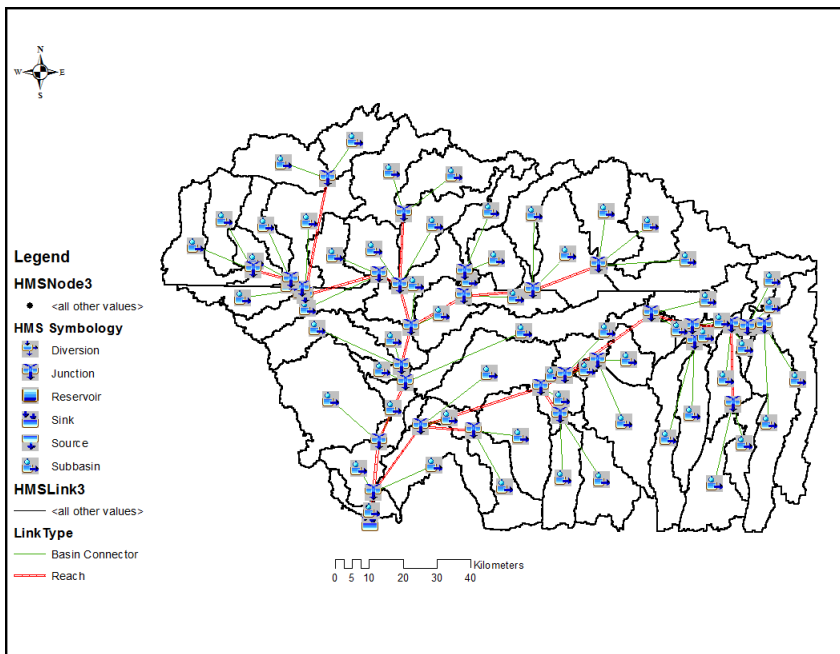 N
W E
S
Legend
HMSNode3
<all other values>
HMS Symbology
Diversion
Junction
Reservoir
Sink
Source
Subbasin
HMSLink3
<all other values>
LinkType
Basin Connector
Reach
Kilometers
0 5 10 20 30 40